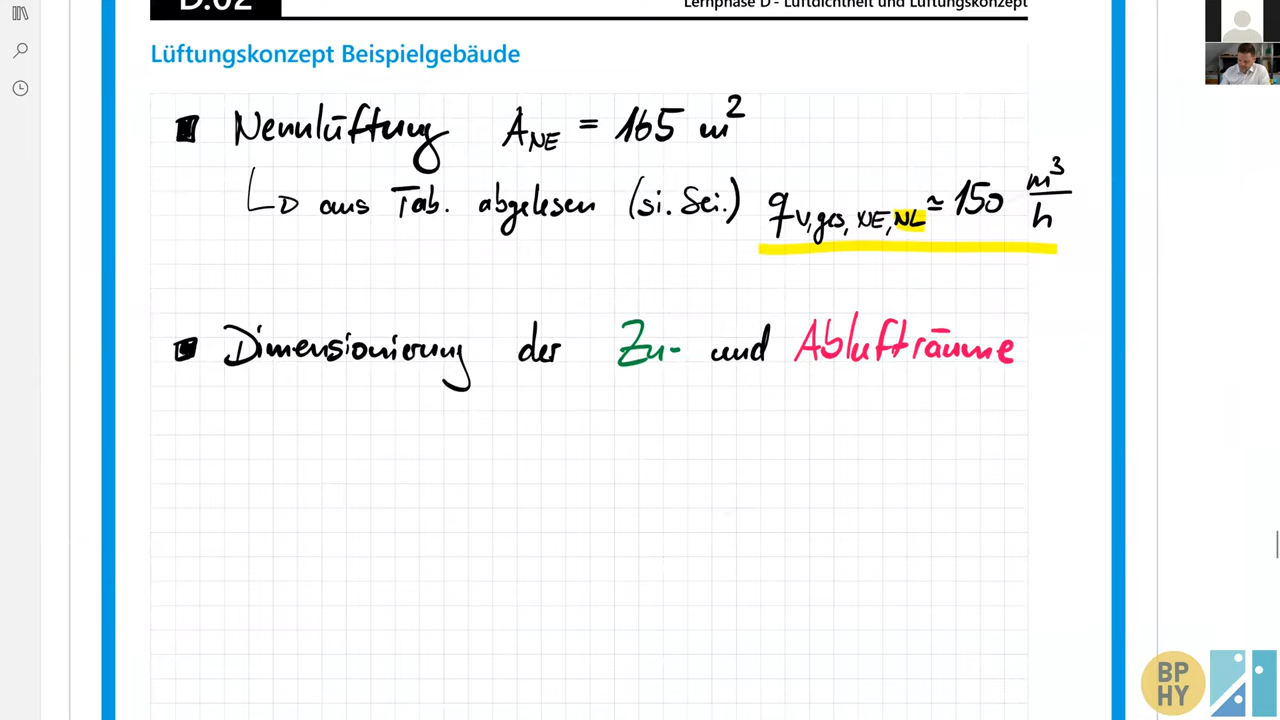 D.02
Lernphase D - Luftdichtheit und Lüftungskonzept
Lüftungskonzept Beispielgebäude
Nennlüftung A_NE = 165 m²
aus Tab. abgelesen (si. Sei.) q_V,ges,NE,NL ≈ 150 m³/h
Dimensionierung der Zu- und Ablufträume
BP
HY